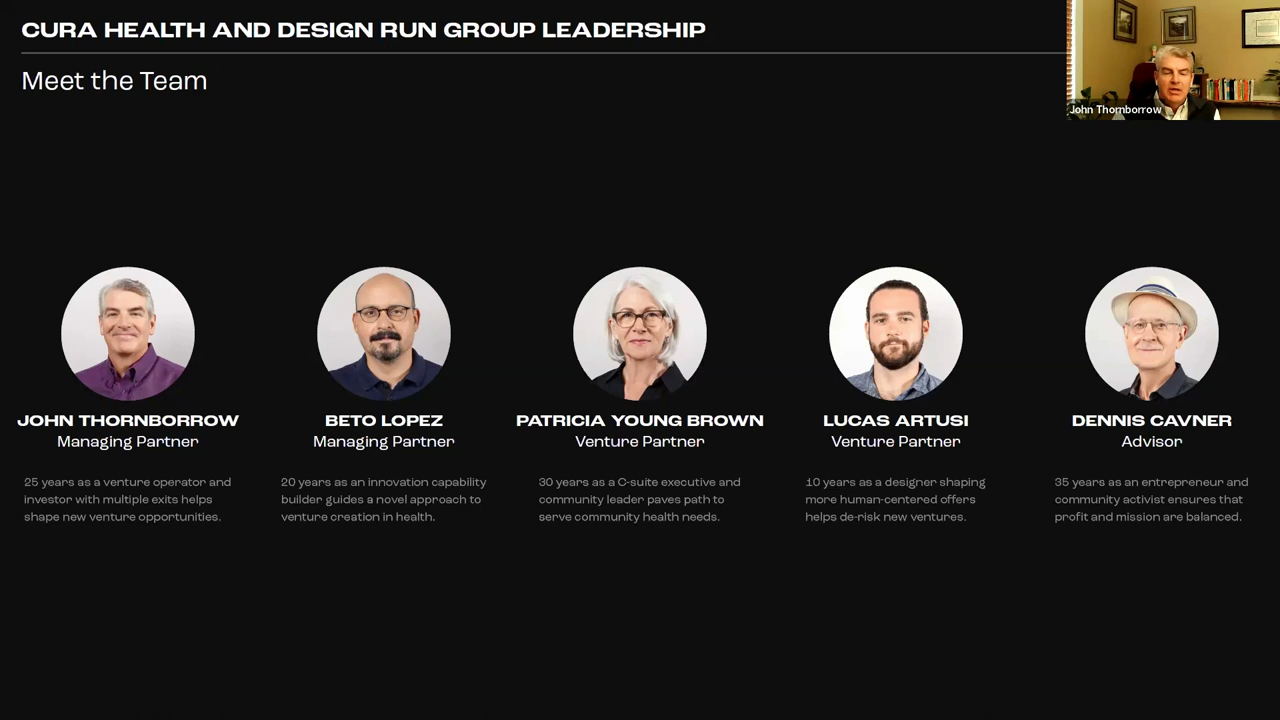 CURA HEALTH AND DESIGN RUN GROUP LEADERSHIP
Meet the Team
John Thornborrow
JOHN THORNBORROW
Managing Partner
25 years as a venture operator and
investor with multiple exits helps
shape new venture opportunities.
BETO LOPEZ
Managing Partner
20 years as an innovation capability
builder guides a novel approach to
venture creation in health.
PATRICIA YOUNG BROWN
Venture Partner
30 years as a C-suite executive and
community leader paves path to
serve community health needs.
LUCAS ARTUSI
Venture Partner
10 years as a designer shaping
more human-centered offers
helps de-risk new ventures.
DENNIS CAVNER
Advisor
35 years as an entrepreneur and
community activist ensures that
profit and mission are balanced.